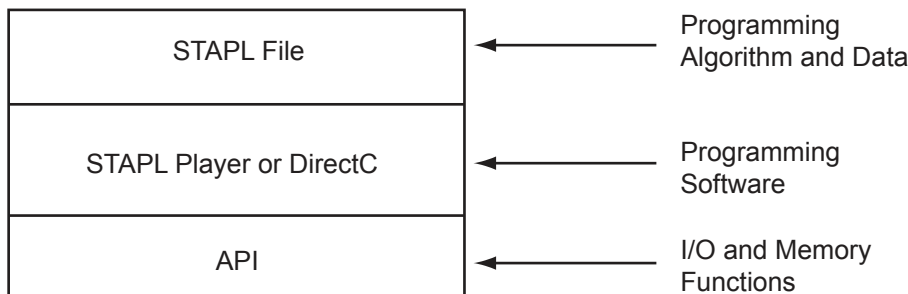 STAPL File
Programming
Algorithm and Data
STAPL Player or DirectC
Programming
Software
API
I/O and Memory
Functions